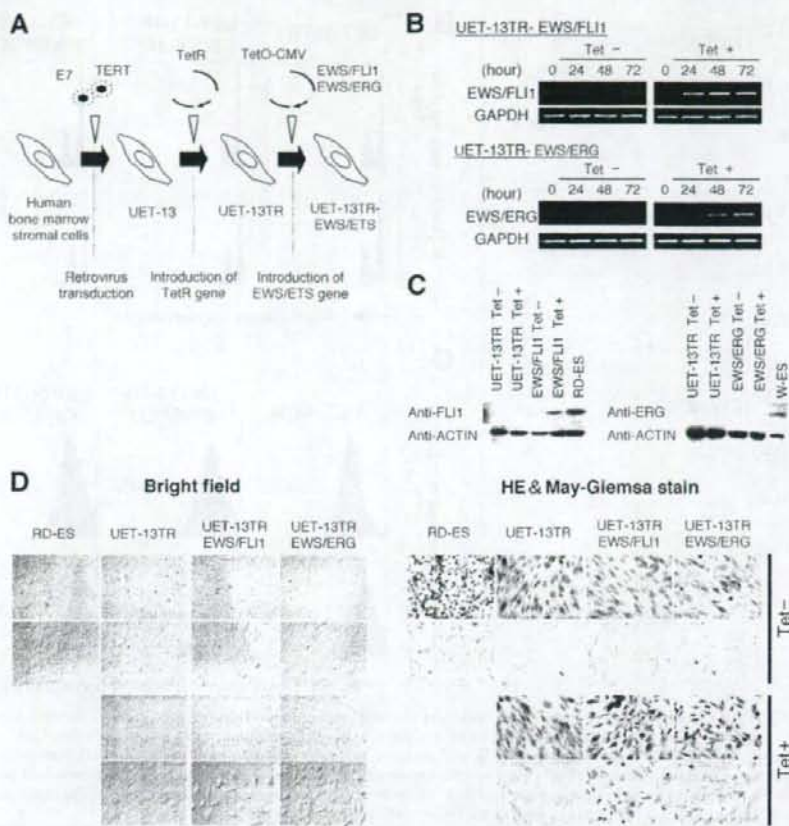 A
E7
TERT
TetR
TetO-CMV
EWS/FLI1
EWS/ERG
Human
bone marrow
stromal cells
UET-13
UET-13TR
UET-13TR-
EWS/ETS
Retrovirus
transduction
Introduction of
TetR gene
Introduction of
EWS/ETS gene
B
UET-13TR- EWS/FLI1
Tet −
Tet +
(hour) 0 24 48 72 0 24 48 72
EWS/FLI1
GAPDH
UET-13TR- EWS/ERG
Tet −
Tet +
(hour) 0 24 48 72 0 24 48 72
EWS/ERG
GAPDH
C
UET-13TR Tet −
UET-13TR Tet +
EWS/FLI1 Tet −
EWS/FLI1 Tet +
RD-ES
Anti-FLI1
Anti-ACTIN
UET-13TR Tet −
UET-13TR Tet +
EWS/ERG Tet −
EWS/ERG Tet +
W-ES
Anti-ERG
Anti-ACTIN
D
Bright field
RD-ES
UET-13TR
UET-13TR
EWS/FLI1
UET-13TR
EWS/ERG
HE & May-Giemsa stain
RD-ES
UET-13TR
UET-13TR
EWS/FLI1
UET-13TR
EWS/ERG
Tet−
Tet+